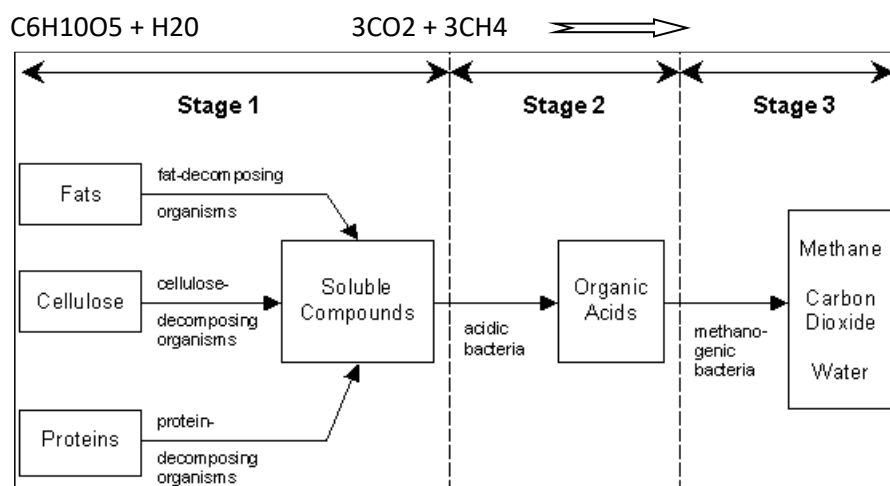 C6H10O5 + H20 3CO2 + 3CH4
Stage 1 Stage 2 Stage 3
Fats
fat-decomposing
organisms
Cellulose
cellulose-
decomposing
organisms
Proteins
protein-
decomposing
organisms
Soluble
Compounds
acidic
bacteria
Organic
Acids
methano-
genic
bacteria
Methane
Carbon
Dioxide
Water